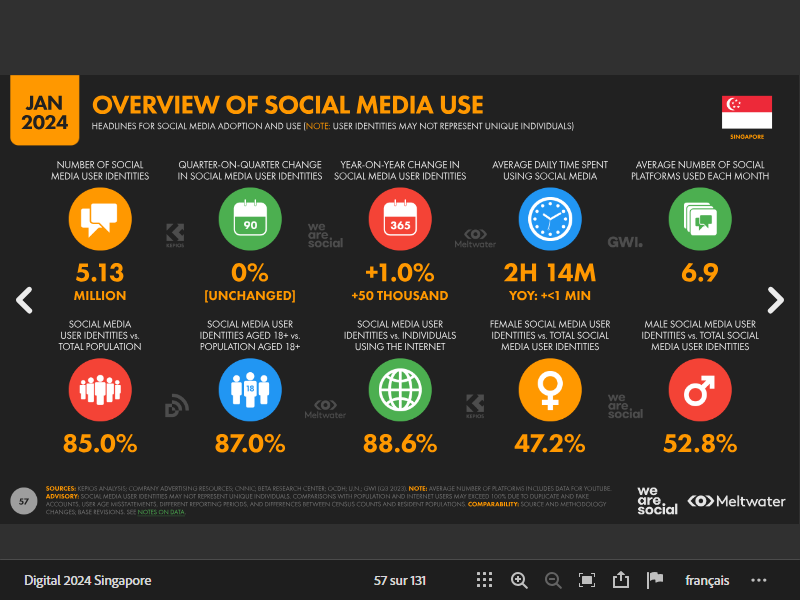 JAN
2024
OVERVIEW OF SOCIAL MEDIA USE
HEADLINES FOR SOCIAL MEDIA ADOPTION AND USE (NOTE: USER IDENTITIES MAY NOT REPRESENT UNIQUE INDIVIDUALS)
SINGAPORE
NUMBER OF SOCIAL
MEDIA USER IDENTITIES
QUARTER-ON-QUARTER CHANGE
IN SOCIAL MEDIA USER IDENTITIES
YEAR-ON-YEAR CHANGE IN
SOCIAL MEDIA USER IDENTITIES
AVERAGE DAILY TIME SPENT
USING SOCIAL MEDIA
AVERAGE NUMBER OF SOCIAL
PLATFORMS USED EACH MONTH
90
365
KEPIOS
we
are
social
Meltwater
GWI.
5.13
MILLION
0%
[UNCHANGED]
+1.0%
+50 THOUSAND
2H 14M
YOY: +<1 MIN
6.9
SOCIAL MEDIA
USER IDENTITIES vs.
TOTAL POPULATION
SOCIAL MEDIA USER
IDENTITIES AGED 18+ vs.
POPULATION AGED 18+
SOCIAL MEDIA USER
IDENTITIES vs. INDIVIDUALS
USING THE INTERNET
FEMALE SOCIAL MEDIA USER
IDENTITIES vs. TOTAL SOCIAL
MEDIA USER IDENTITIES
MALE SOCIAL MEDIA USER
IDENTITIES vs. TOTAL SOCIAL
MEDIA USER IDENTITIES
18
Meltwater
KEPIOS
we
are
social
85.0%
87.0%
88.6%
47.2%
52.8%
57
SOURCES: KEPIOS ANALYSIS; COMPANY ADVERTISING RESOURCES; CNNIC; BETA RESEARCH CENTER; OCDH; U.N.; GWI (Q3 2023). NOTE: AVERAGE NUMBER OF PLATFORMS INCLUDES DATA FOR YOUTUBE.
ADVISORY: SOCIAL MEDIA USER IDENTITIES MAY NOT REPRESENT UNIQUE INDIVIDUALS. COMPARISONS WITH POPULATION AND INTERNET USERS MAY EXCEED 100% DUE TO DUPLICATE AND FAKE
ACCOUNTS, USER AGE MISSTATEMENTS, DIFFERENT REPORTING PERIODS, AND DIFFERENCES BETWEEN CENSUS COUNTS AND RESIDENT POPULATIONS. COMPARABILITY: SOURCE AND METHODOLOGY
CHANGES; BASE REVISIONS. SEE NOTES ON DATA.
we
are
social
Meltwater
Digital 2024 Singapore
57 sur 131
français